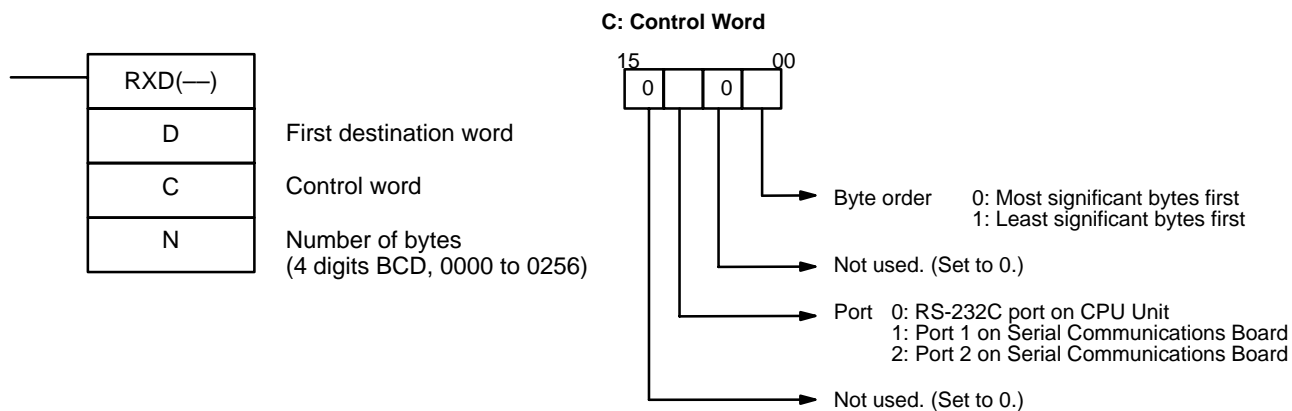 C: Control Word
15 00
0 0
RXD(––)
D First destination word
C Control word
N Number of bytes
(4 digits BCD, 0000 to 0256)
Byte order 0: Most significant bytes first
1: Least significant bytes first
Not used. (Set to 0.)
Port 0: RS-232C port on CPU Unit
1: Port 1 on Serial Communications Board
2: Port 2 on Serial Communications Board
Not used. (Set to 0.)